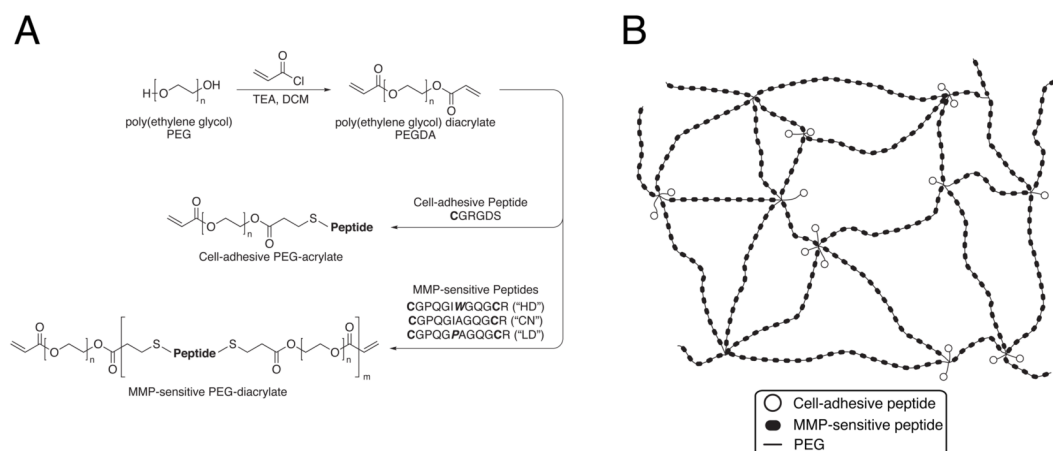 A
B
O
Cl
H
O
OH
n
TEA, DCM
O
O
n
O
O
poly(ethylene glycol)
PEG
poly(ethylene glycol) diacrylate
PEGDA
Cell-adhesive Peptide
CGRGDS
O
O
n
O
O
S
Peptide
Cell-adhesive PEG-acrylate
MMP-sensitive Peptides
CGPQGIWGQGCR ("HD")
CGPQGIAGQGCR ("CN")
CGPQGPAGQGCR ("LD")
O
O
n
O
O
S
Peptide
S
O
O
O
n
O
m
MMP-sensitive PEG-diacrylate
Cell-adhesive peptide
MMP-sensitive peptide
PEG